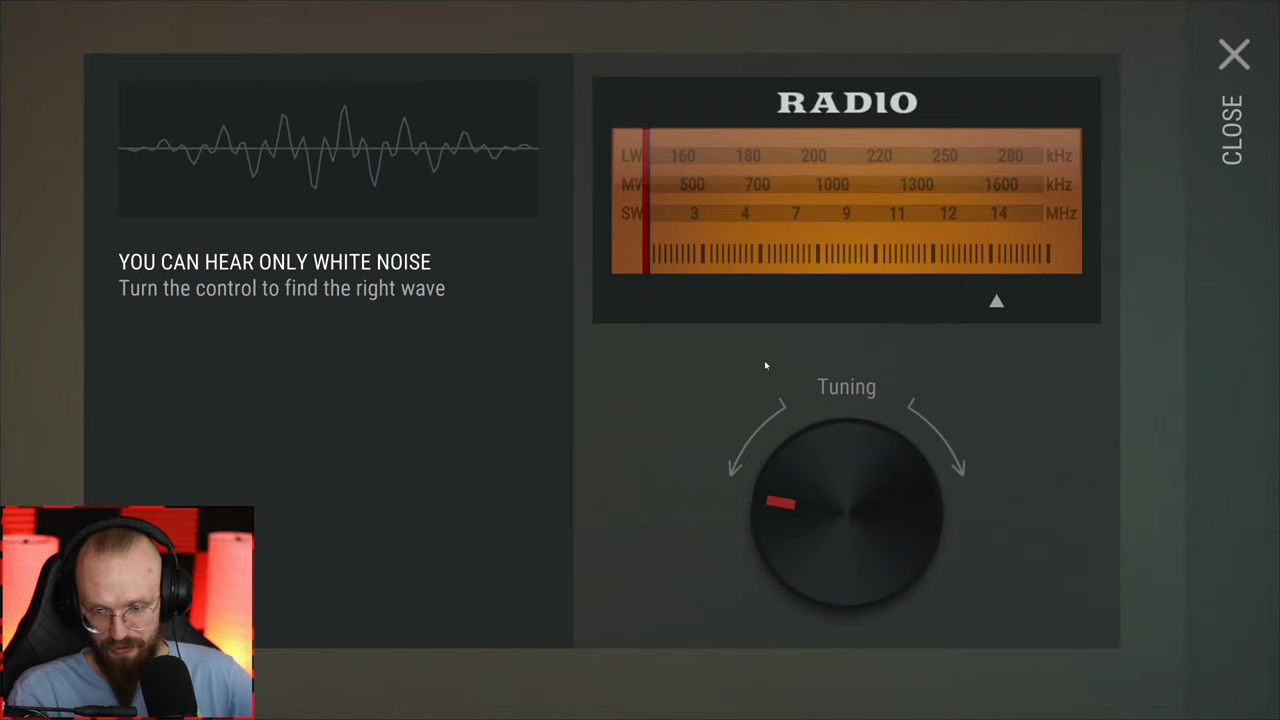 YOU CAN HEAR ONLY WHITE NOISE
Turn the control to find the right wave
RADIO
LW 160 180 200 220 250 280 kHz
MW 500 700 1000 1300 1600 kHz
SW 3 4 7 9 11 12 14 MHz
Tuning
CLOSE